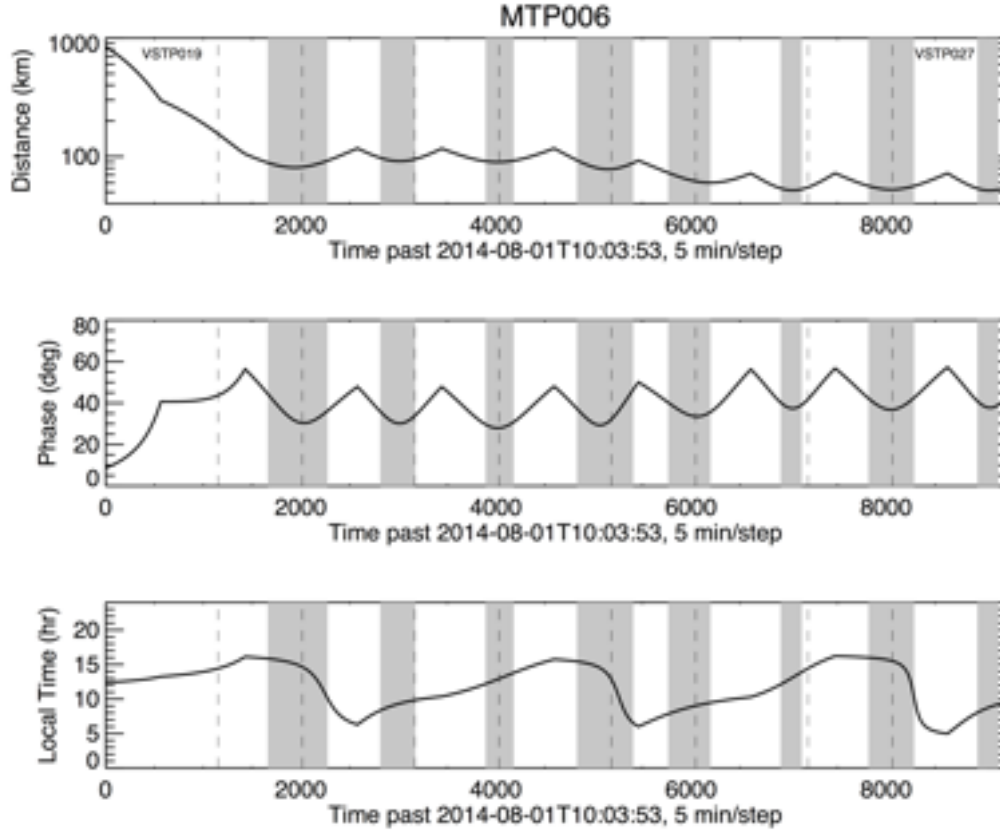 MTP006
1000
VSTP019
VSTP027
Distance (km)
100
0 2000 4000 6000 8000
Time past 2014-08-01T10:03:53, 5 min/step
80
60
Phase (deg)
40
20
0
0 2000 4000 6000 8000
Time past 2014-08-01T10:03:53, 5 min/step
20
Local Time (hr)
15
10
5
0
0 2000 4000 6000 8000
Time past 2014-08-01T10:03:53, 5 min/step